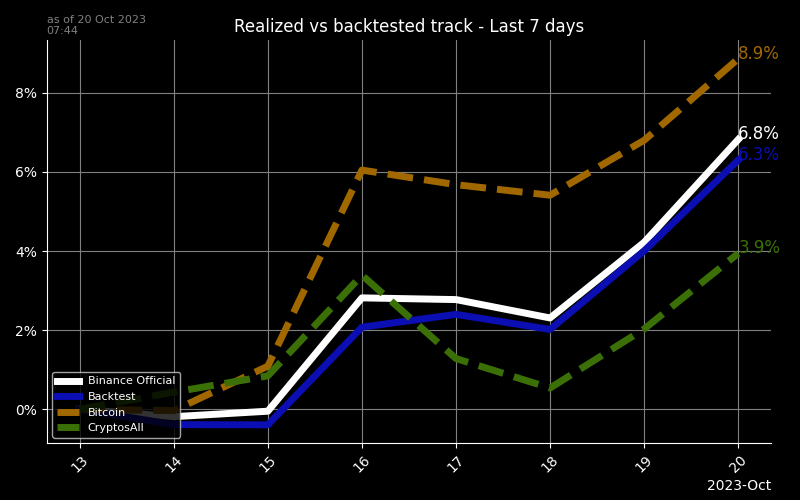 as of 20 Oct 2023
07:44
Realized vs backtested track - Last 7 days
8.9%
8%
6.8%
6.3%
6%
4%
3.9%
2%
0%
Binance Official
Backtest
Bitcoin
CryptosAll
13 14 15 16 17 18 19 20
2023-Oct